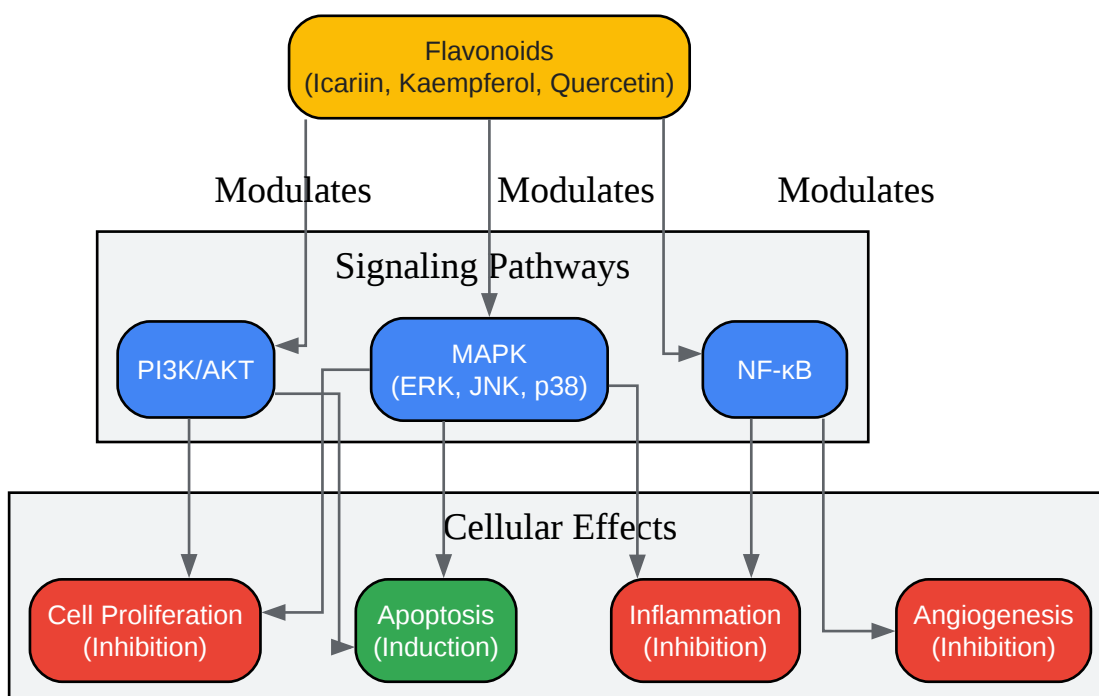 Flavonoids
(Icariin, Kaempferol, Quercetin)
Modulates
Modulates
Modulates
Signaling Pathways
PI3K/AKT
MAPK
(ERK, JNK, p38)
NF-κB
Cellular Effects
Cell Proliferation
(Inhibition)
Apoptosis
(Induction)
Inflammation
(Inhibition)
Angiogenesis
(Inhibition)